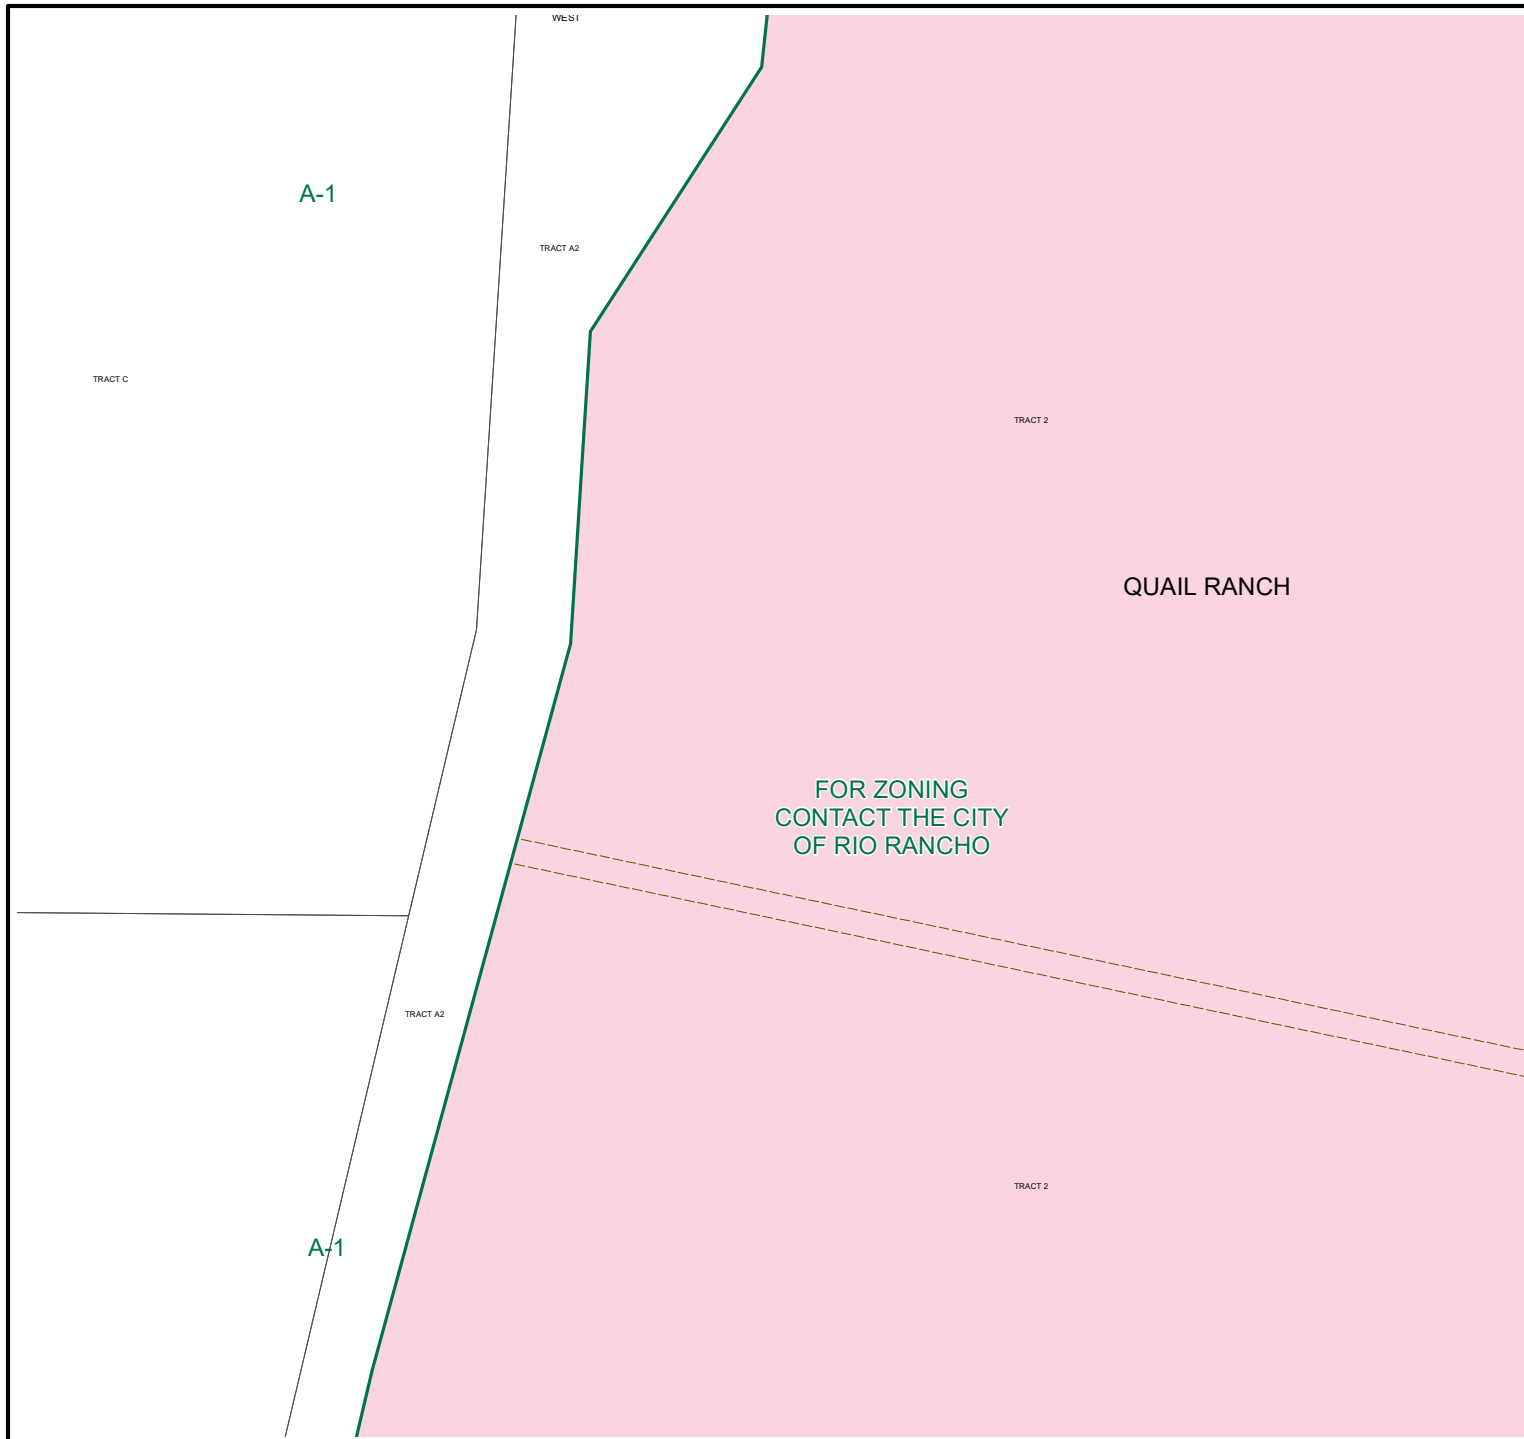 WEST
A-1
TRACT A2
TRACT C
TRACT 2
QUAIL RANCH
FOR ZONING
CONTACT THE CITY
OF RIO RANCHO
TRACT A2
TRACT 2
A-1